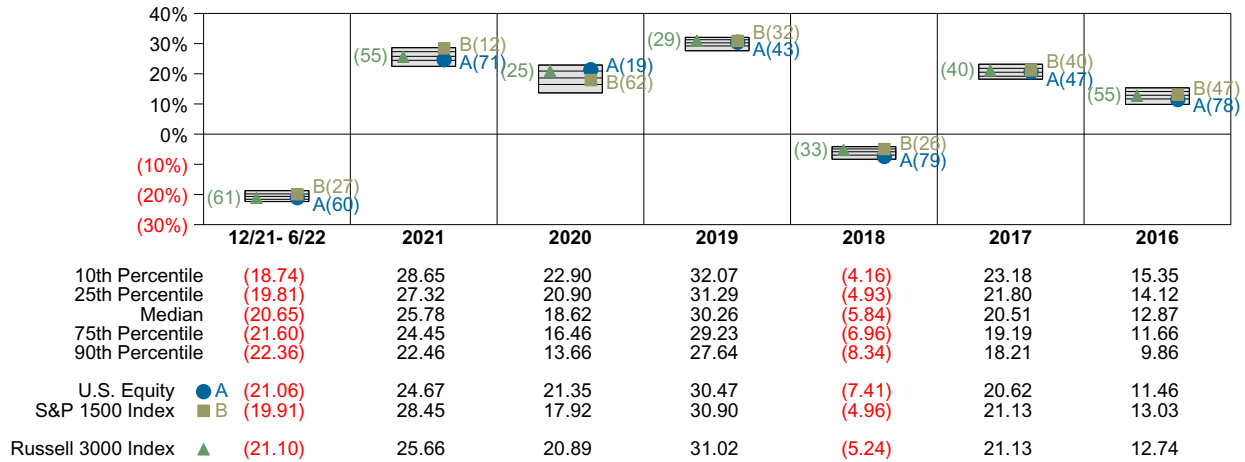 40%
30%
20%
10%
0%
(10%)
(20%)
(30%)
(61) B(27) A(60)
(55) B(12) A(71)
(25) A(19) B(62)
(29) B(32) A(43)
(33) B(26) A(79)
(40) B(40) A(47)
(55) B(47) A(78)
12/21- 6/22 2021 2020 2019 2018 2017 2016
10th Percentile (18.74) 28.65 22.90 32.07 (4.16) 23.18 15.35
25th Percentile (19.81) 27.32 20.90 31.29 (4.93) 21.80 14.12
Median (20.65) 25.78 18.62 30.26 (5.84) 20.51 12.87
75th Percentile (21.60) 24.45 16.46 29.23 (6.96) 19.19 11.66
90th Percentile (22.36) 22.46 13.66 27.64 (8.34) 18.21 9.86
U.S. Equity A (21.06) 24.67 21.35 30.47 (7.41) 20.62 11.46
S&P 1500 Index B (19.91) 28.45 17.92 30.90 (4.96) 21.13 13.03
Russell 3000 Index (21.10) 25.66 20.89 31.02 (5.24) 21.13 12.74